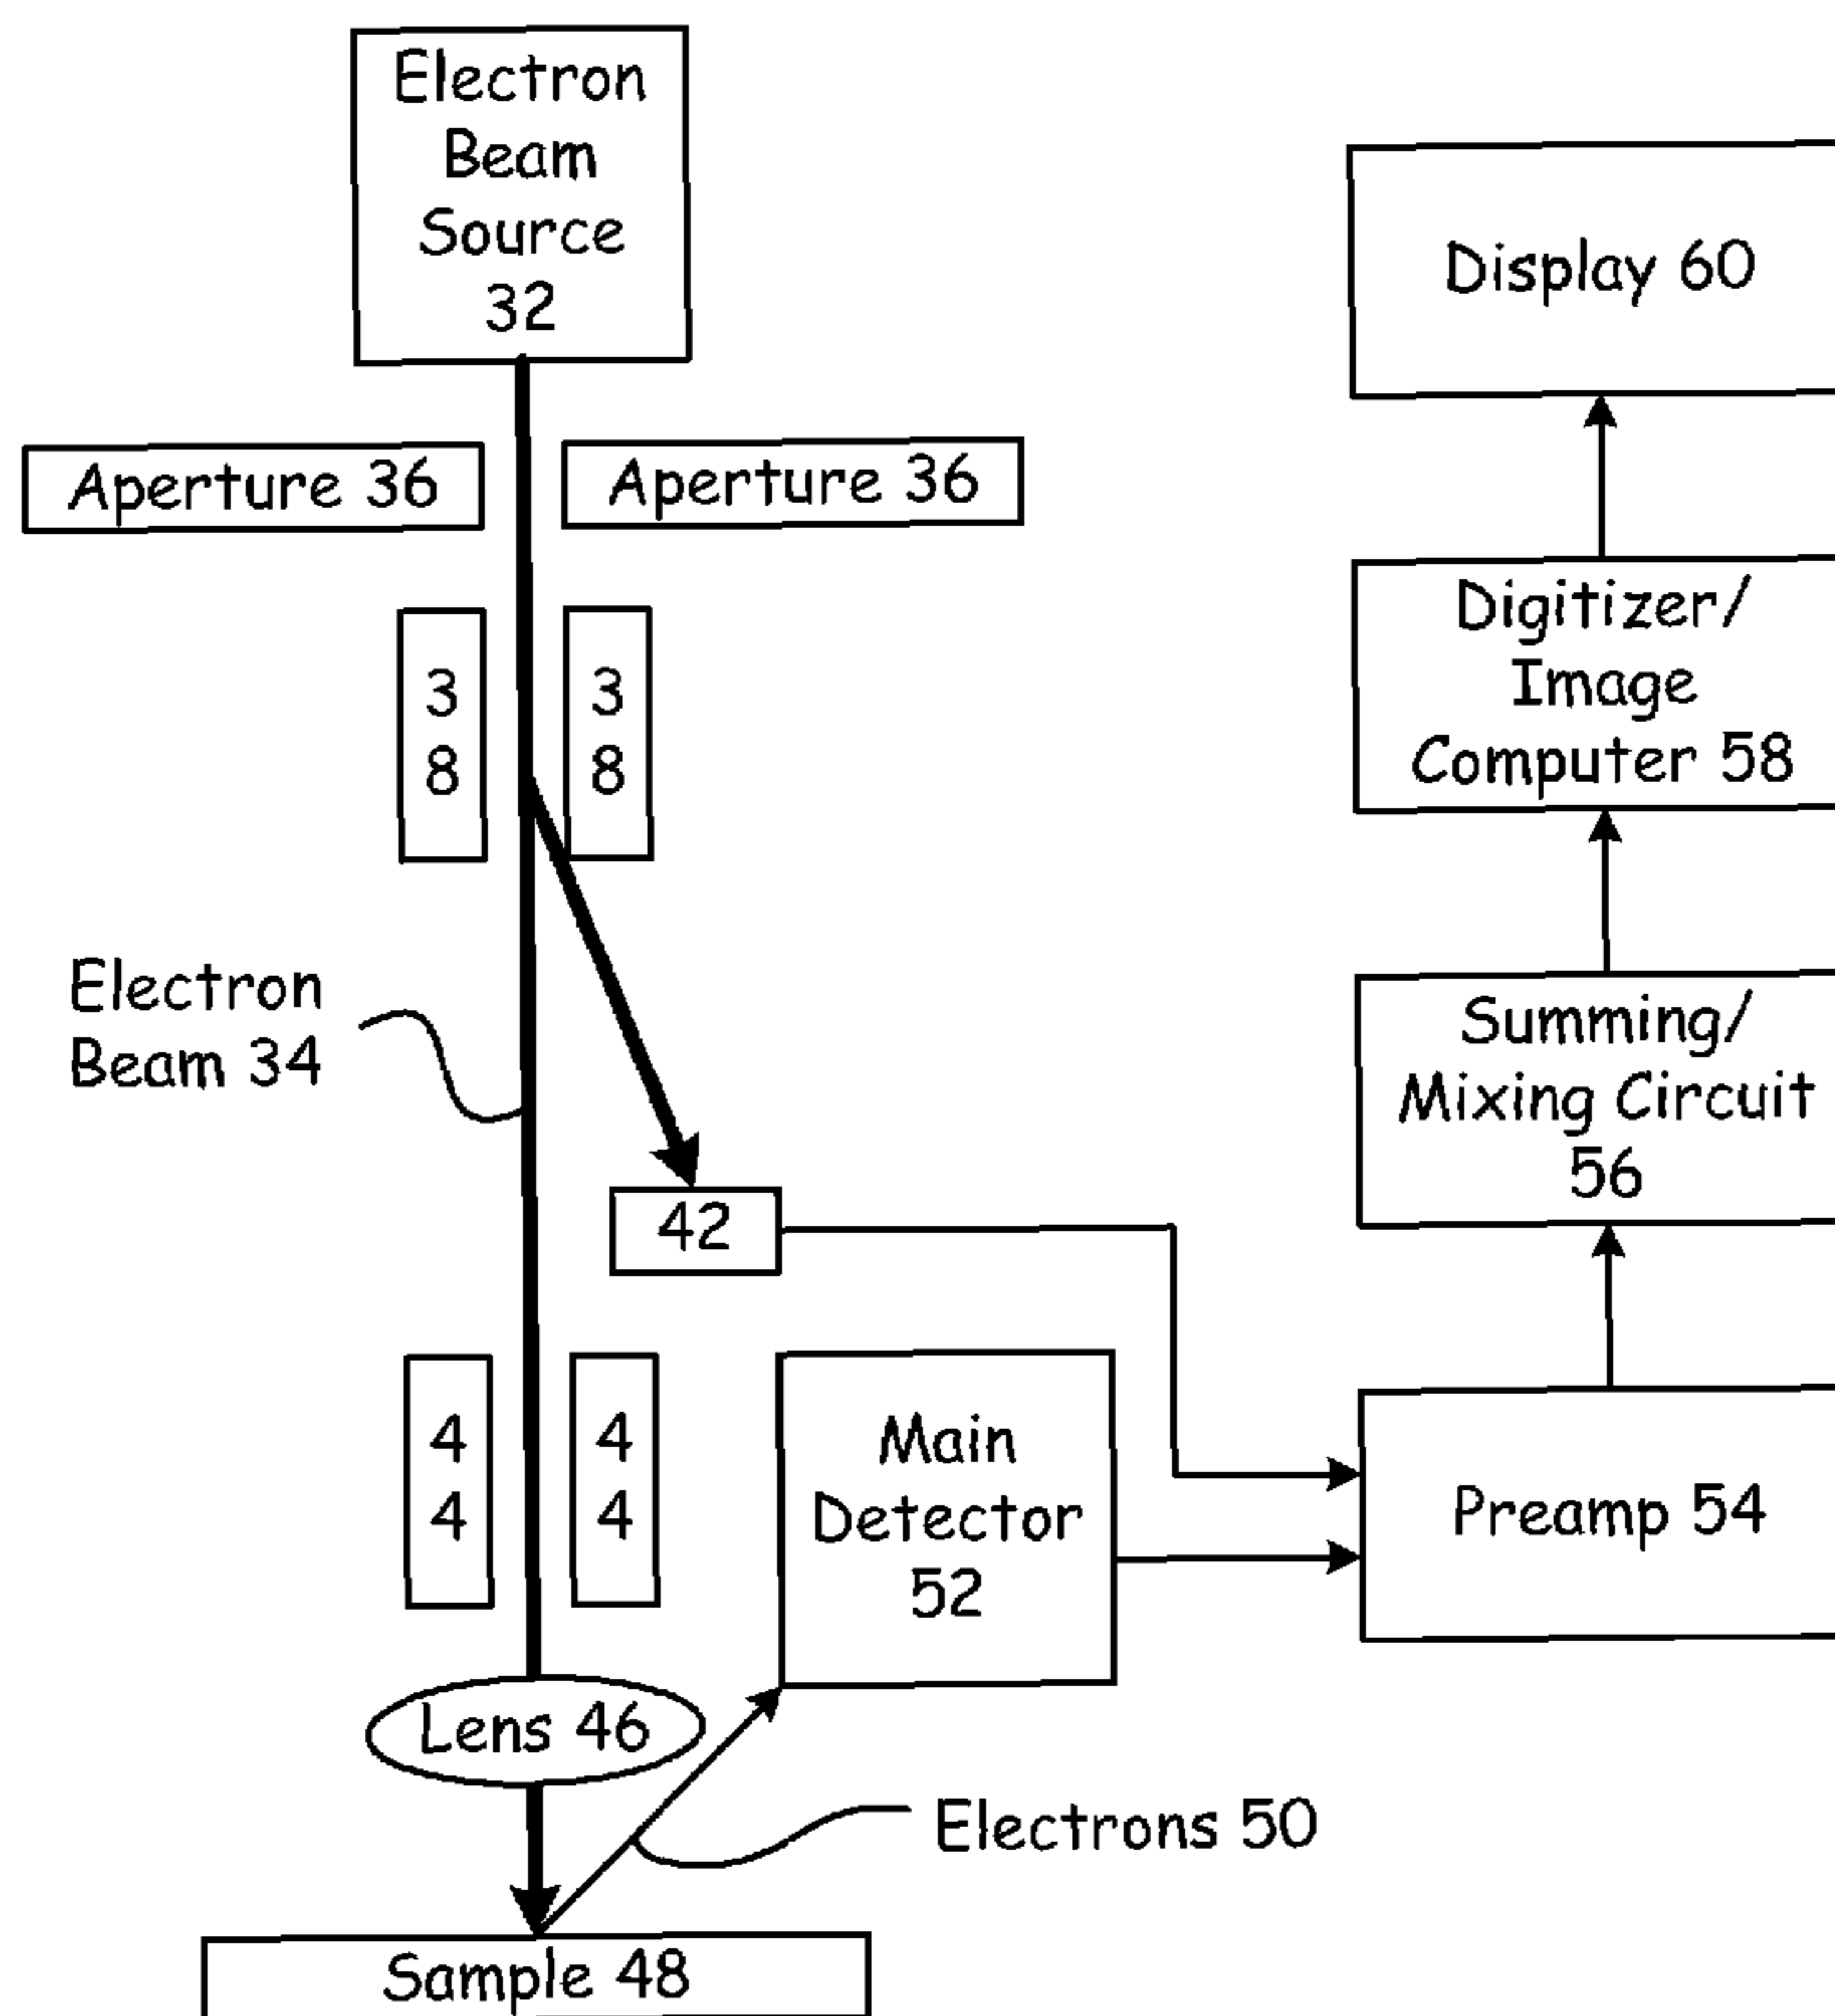 Electron
Beam
Source
32
Display 60
Aperture 36
Aperture 36
Digitizer/
Image
Computer 58
3
8
3
8
Electron
Beam 34
Summing/
Mixing Circuit
56
42
4
4
4
4
Main
Detector
52
Preamp 54
Lens 46
Electrons 50
Sample 48